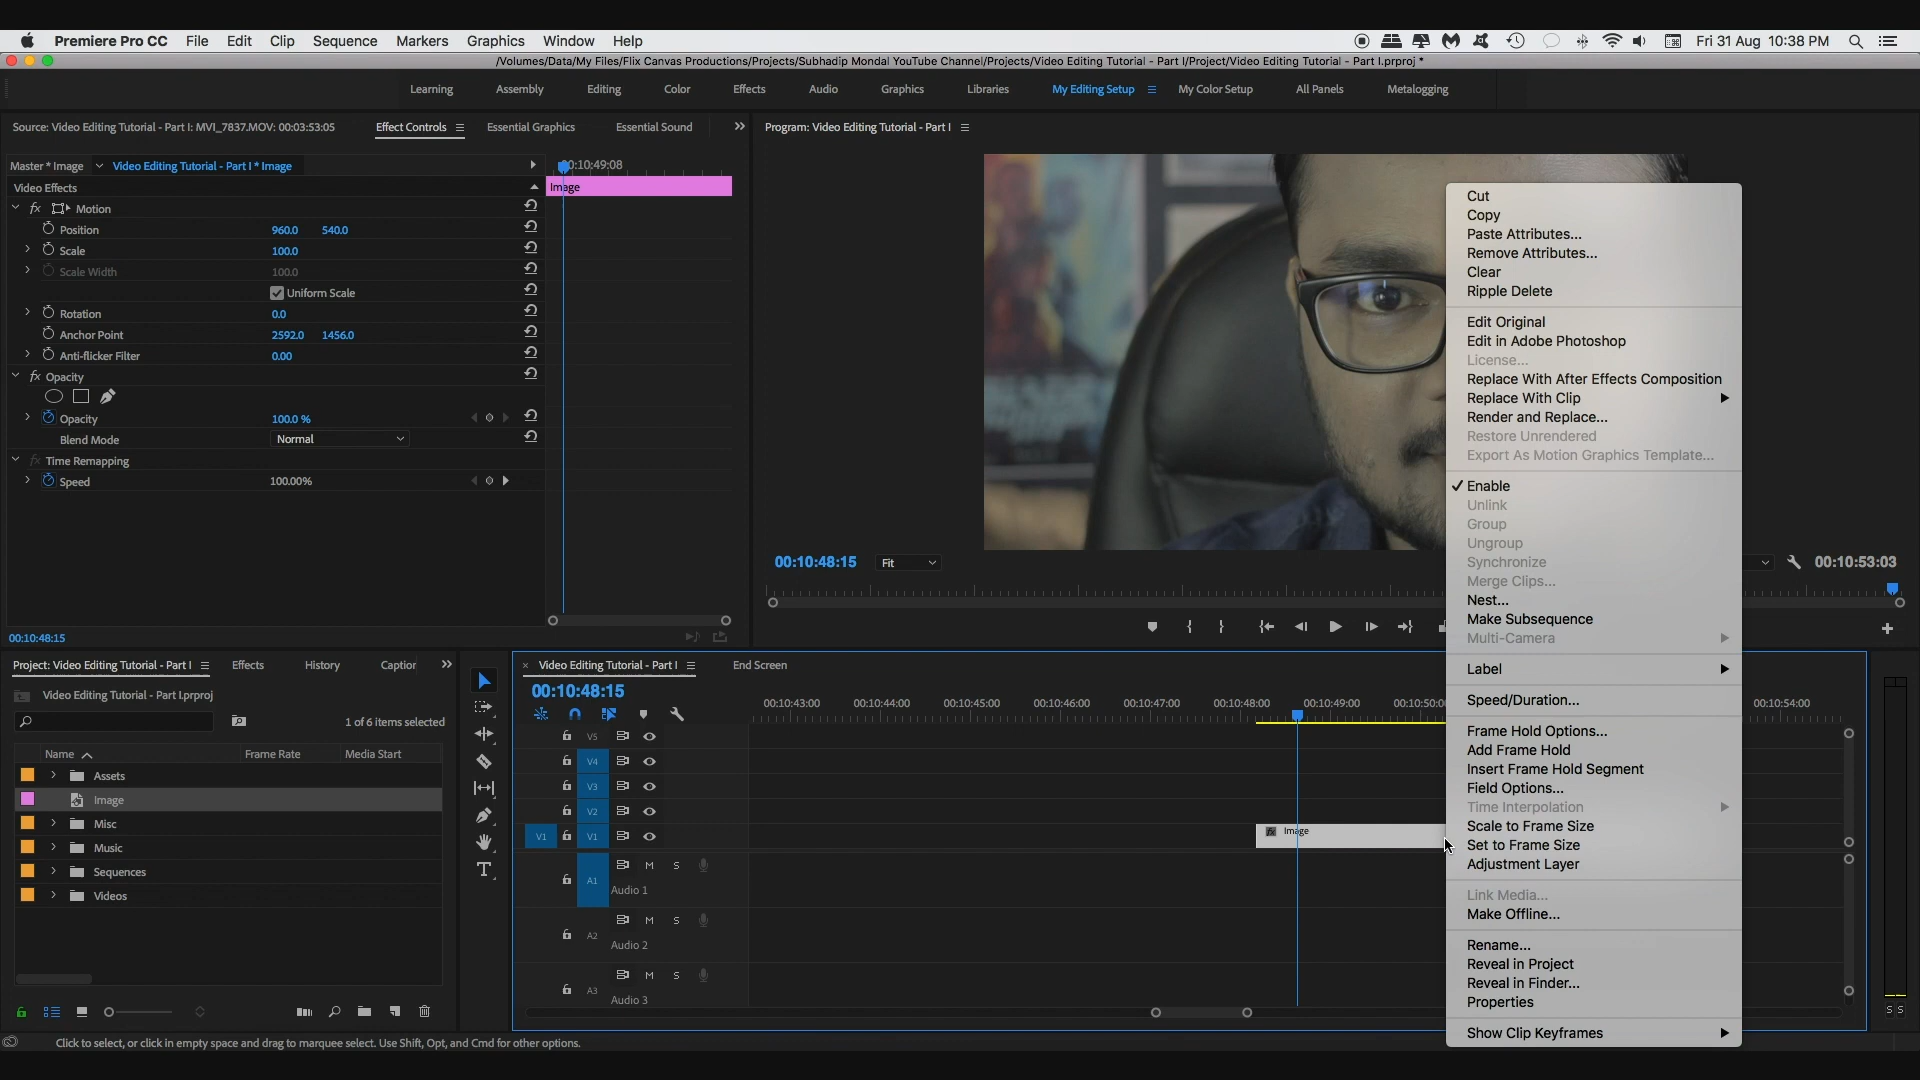 Premiere Pro CC File Edit Clip Sequence Markers Graphics Window Help Fri 31 Aug 10:38 PM
/Volumes/Data/My Files/Flix Canvas Productions/Projects/Subhadip Mondal YouTube Channel/Projects/Video Editing Tutorial - Part I/Project/Video Editing Tutorial - Part I.prproj *
Learning Assembly Editing Color Effects Audio Graphics Libraries My Editing Setup My Color Setup All Panels Metalogging
Source: Video Editing Tutorial - Part I: MVI_7837.MOV: 00:03:53:05 Effect Controls Essential Graphics Essential Sound
Program: Video Editing Tutorial - Part I
Master * Image Video Editing Tutorial - Part I * Image
00:10:49:08
Video Effects
Image
fx Motion
Position 960.0 540.0
Scale 100.0
Scale Width 100.0
Uniform Scale
Rotation 0.0
Anchor Point 2592.0 1456.0
Anti-flicker Filter 0.00
fx Opacity
Opacity 100.0 %
Blend Mode Normal
fx Time Remapping
Speed 100.00%
00:10:48:15
00:10:48:15 Fit 00:10:53:03
Cut
Copy
Paste Attributes...
Remove Attributes...
Clear
Ripple Delete
Edit Original
Edit in Adobe Photoshop
License...
Replace With After Effects Composition
Replace With Clip
Render and Replace...
Restore Unrendered
Export As Motion Graphics Template...
Enable
Unlink
Group
Ungroup
Synchronize
Merge Clips...
Nest...
Make Subsequence
Multi-Camera
Label
Speed/Duration...
Frame Hold Options...
Add Frame Hold
Insert Frame Hold Segment
Field Options...
Time Interpolation
Scale to Frame Size
Set to Frame Size
Adjustment Layer
Link Media...
Make Offline...
Rename...
Reveal in Project
Reveal in Finder...
Properties
Show Clip Keyframes
Project: Video Editing Tutorial - Part I Effects History Caption
Video Editing Tutorial - Part I.prproj
1 of 6 items selected
Name Frame Rate Media Start
Assets
Image
Misc
Music
Sequences
Videos
Video Editing Tutorial - Part I End Screen
00:10:48:15
00:10:43:00 00:10:44:00 00:10:45:00 00:10:46:00 00:10:47:00 00:10:48:00 00:10:49:00 00:10:50:00 00:10:54:00
V5
V4
V3
V2
V1 V1
fx Image
A1 M S
Audio 1
A2 M S
Audio 2
A3 M S
Audio 3
S S
Click to select, or click in empty space and drag to marquee select. Use Shift, Opt, and Cmd for other options.